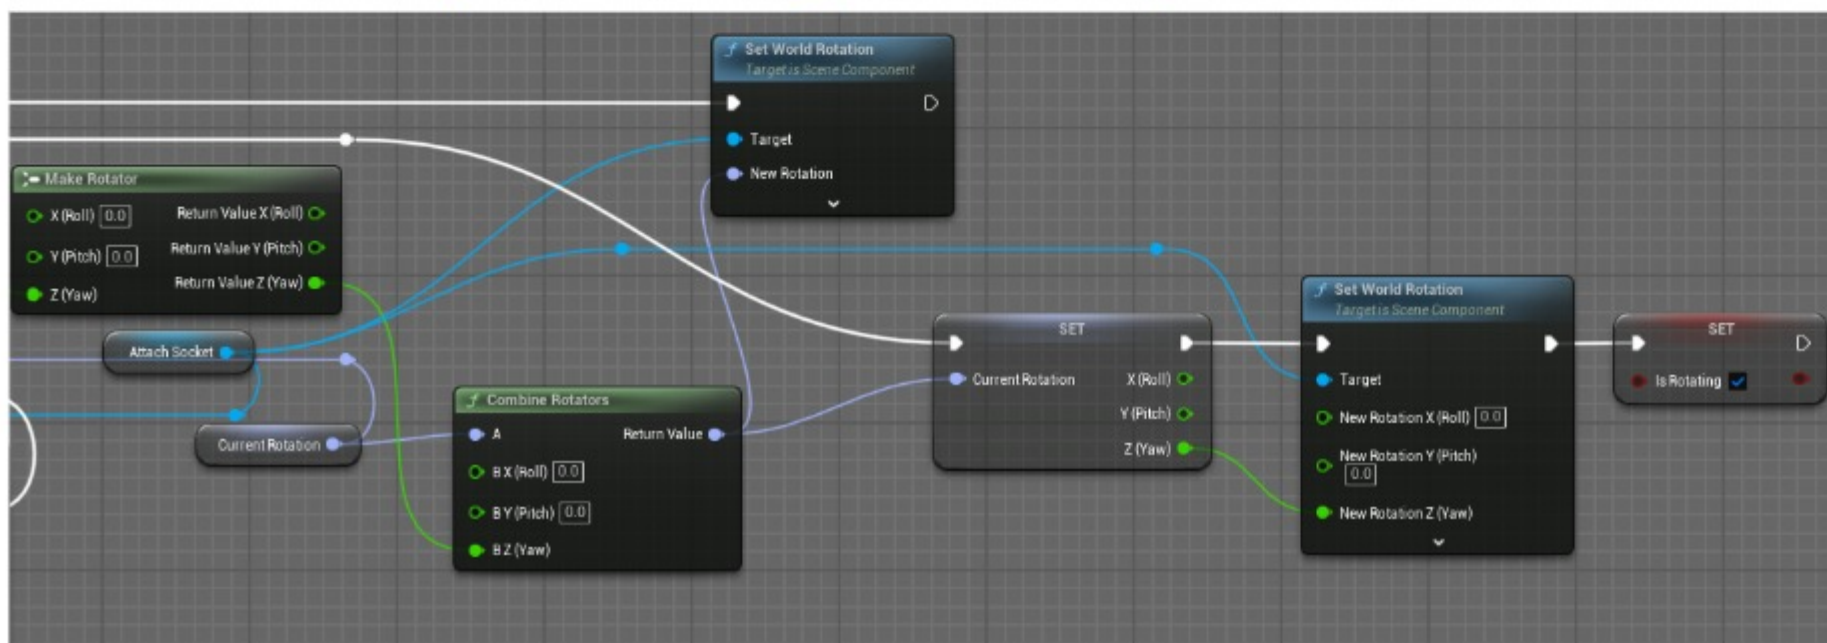 Set World Rotation
Target is Scene Component
Target
New Rotation
Make Rotator
X (Roll) 0.0 Return Value X (Roll)
Y (Pitch) 0.0 Return Value Y (Pitch)
Z (Yaw) Return Value Z (Yaw)
Attach Socket
Current Rotation
Combine Rotators
A Return Value
B X (Roll) 0.0
B Y (Pitch) 0.0
B Z (Yaw)
SET
Current Rotation X (Roll)
Y (Pitch)
Z (Yaw)
Set World Rotation
Target is Scene Component
Target
New Rotation X (Roll) 0.0
New Rotation Y (Pitch)
0.0
New Rotation Z (Yaw)
SET
Is Rotating